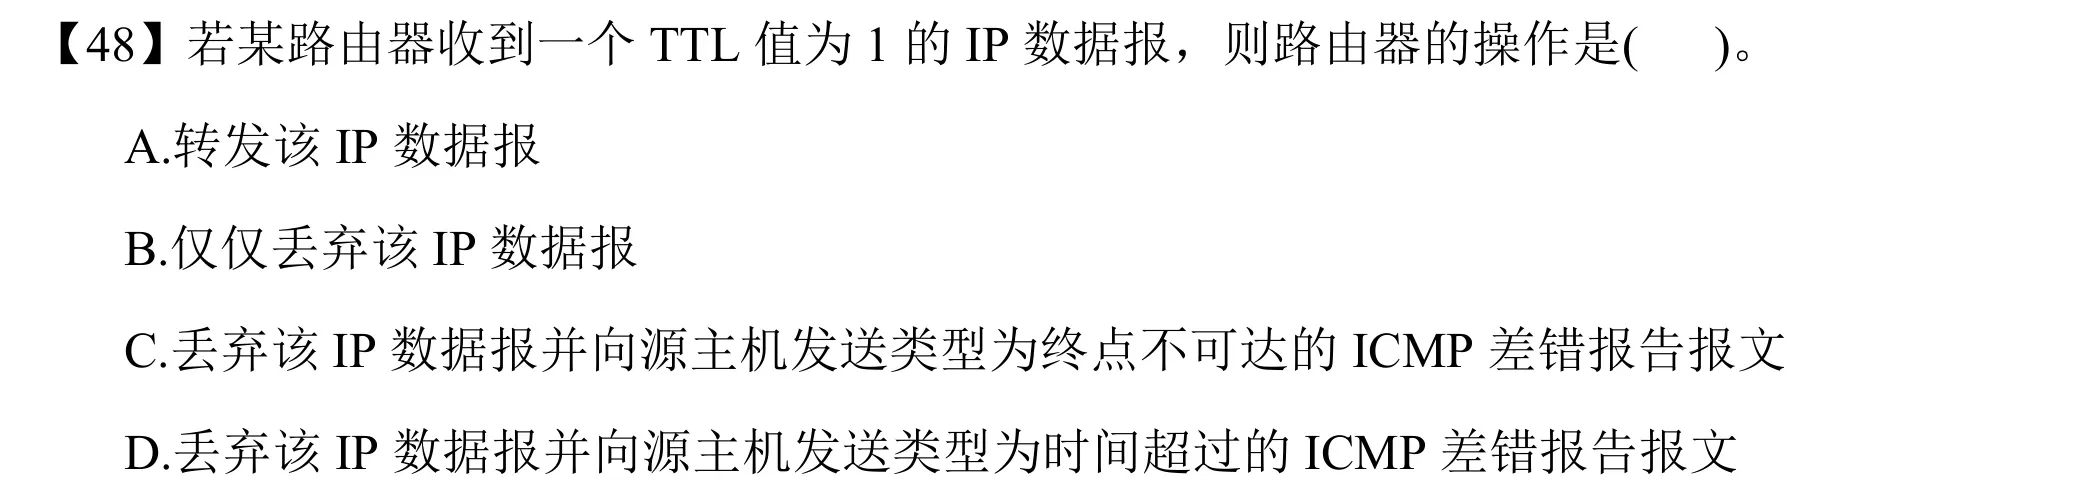 【48】若某路由器收到一个 TTL 值为 1 的 IP 数据报，则路由器的操作是(    )。
A.转发该 IP 数据报
B.仅仅丢弃该 IP 数据报
C.丢弃该 IP 数据报并向源主机发送类型为终点不可达的 ICMP 差错报告报文
D.丢弃该 IP 数据报并向源主机发送类型为时间超过的 ICMP 差错报告报文